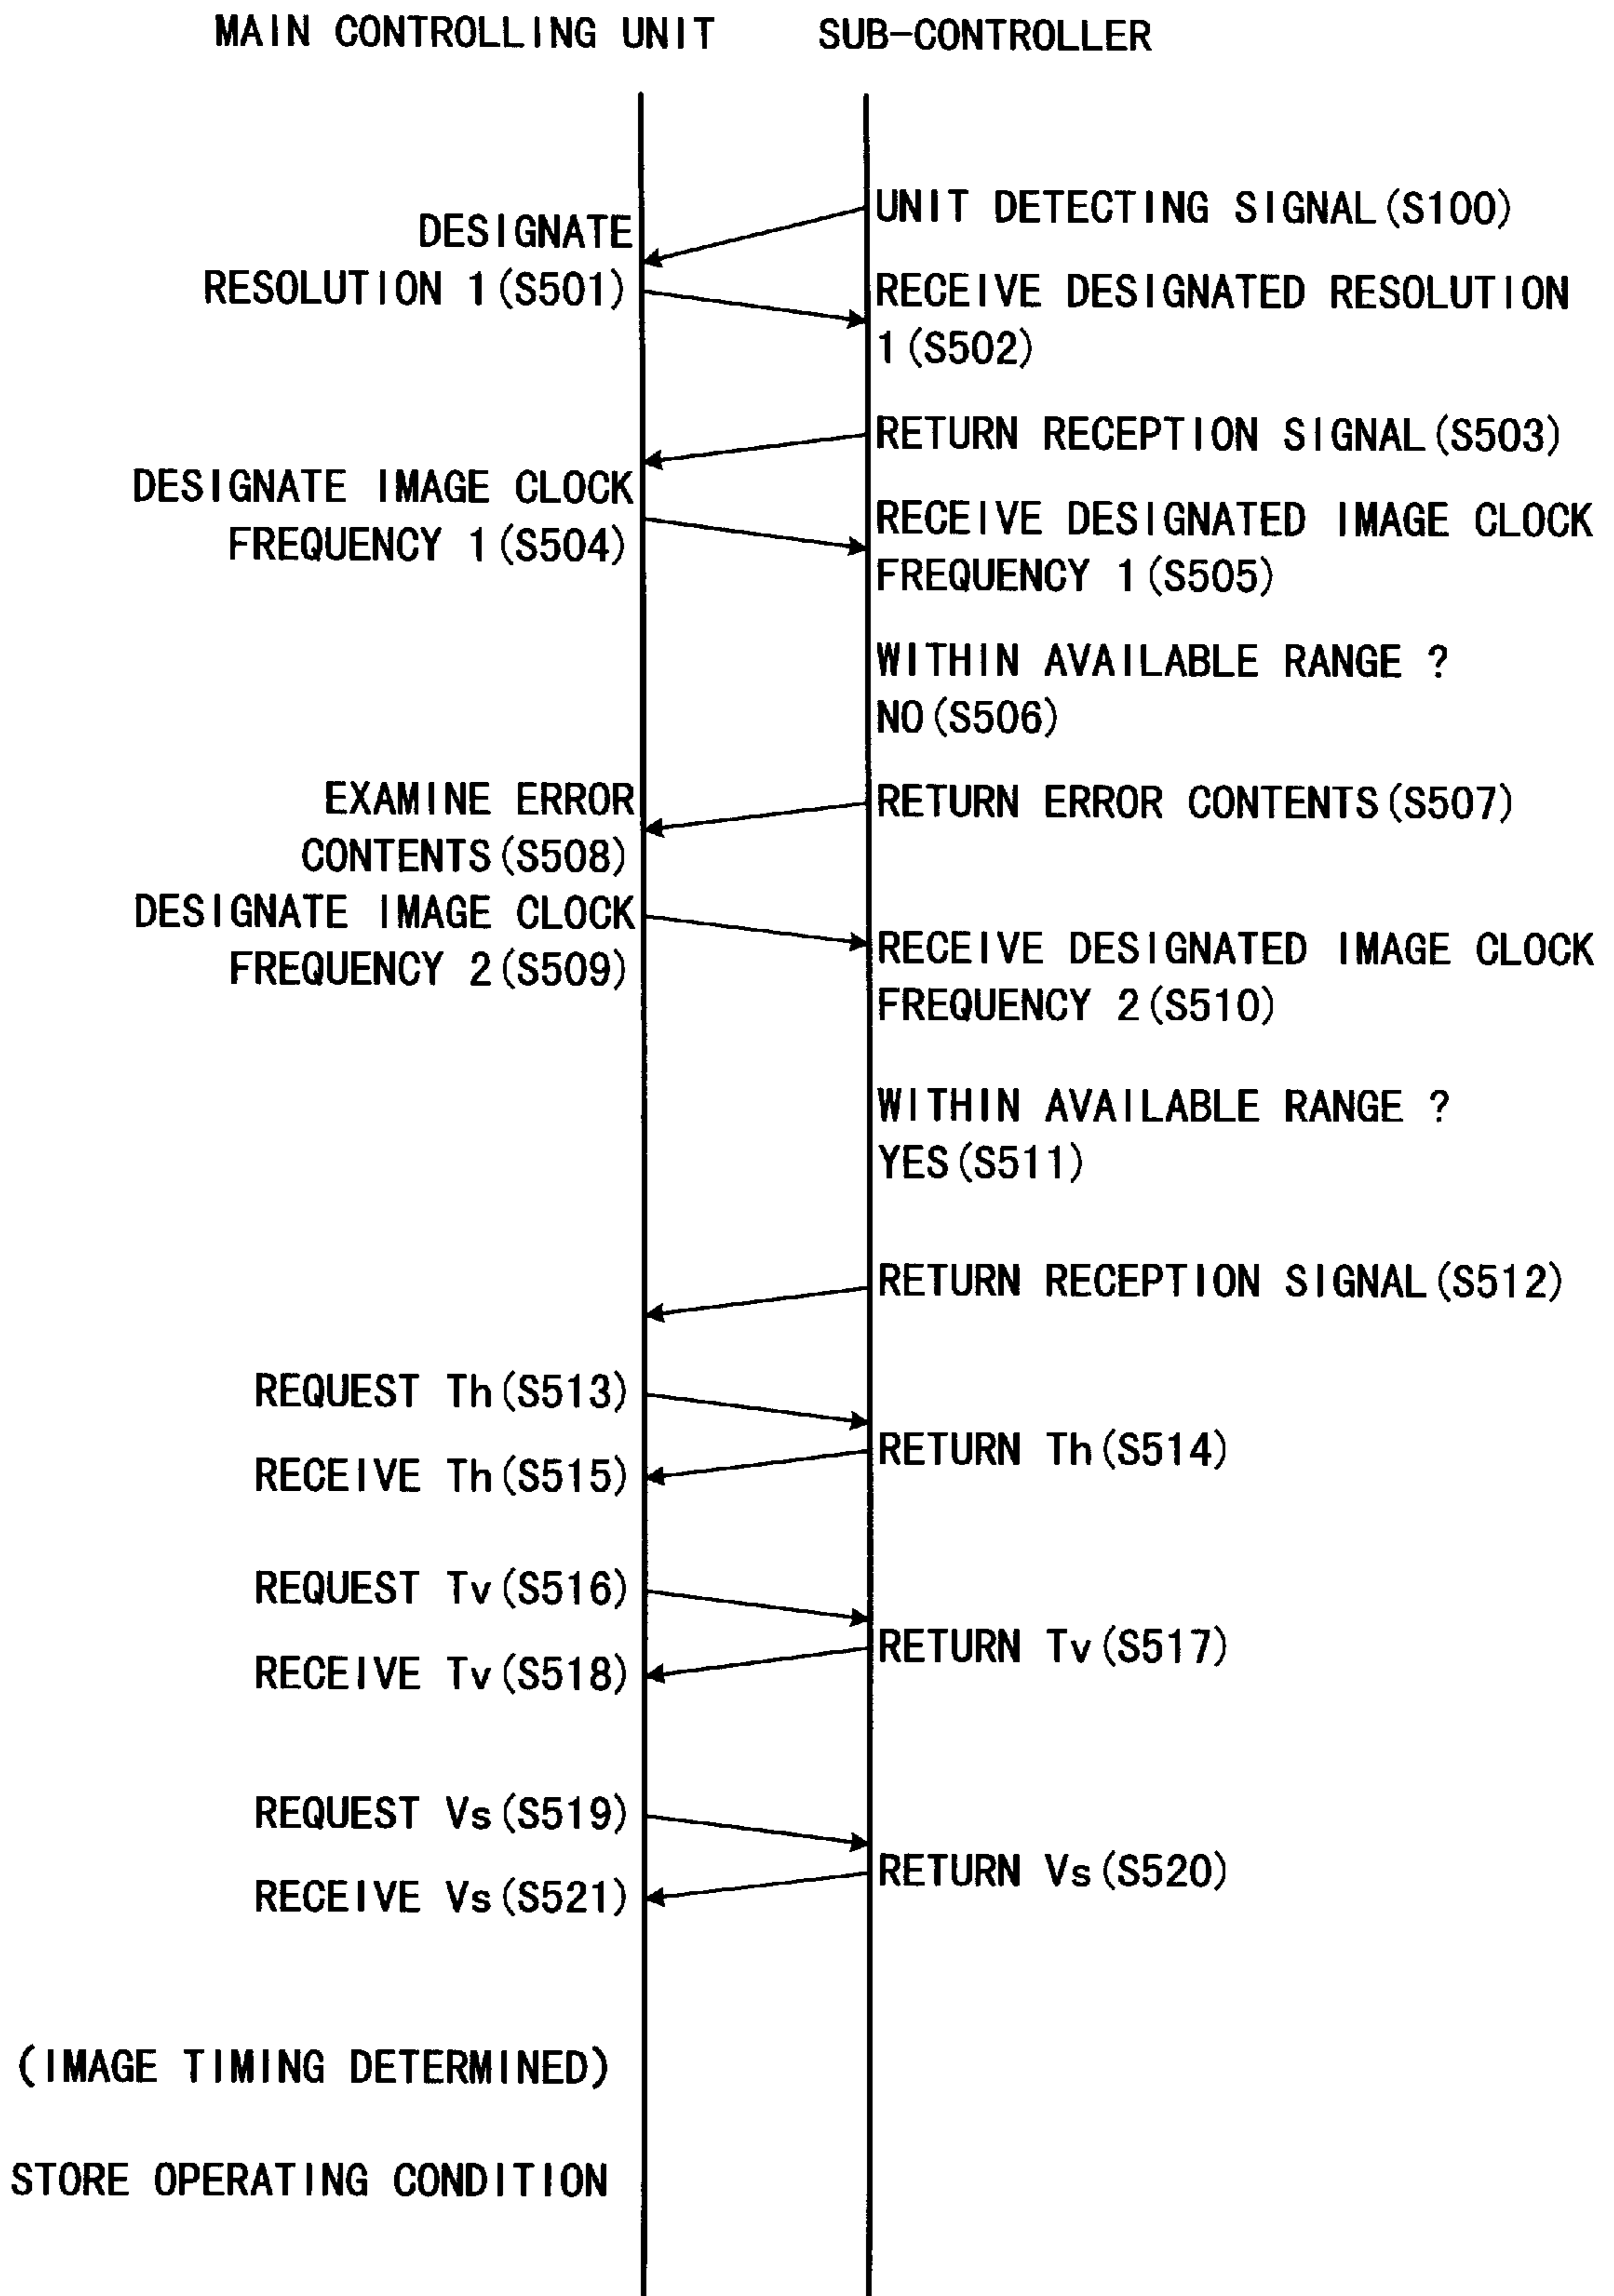 MAIN CONTROLLING UNIT
SUB-CONTROLLER
UNIT DETECTING SIGNAL(S100)
DESIGNATE
RESOLUTION 1(S501)
RECEIVE DESIGNATED RESOLUTION
1(S502)
RETURN RECEPTION SIGNAL(S503)
DESIGNATE IMAGE CLOCK
FREQUENCY 1(S504)
RECEIVE DESIGNATED IMAGE CLOCK
FREQUENCY 1(S505)
WITHIN AVAILABLE RANGE ?
NO(S506)
RETURN ERROR CONTENTS(S507)
EXAMINE ERROR
CONTENTS(S508)
DESIGNATE IMAGE CLOCK
FREQUENCY 2(S509)
RECEIVE DESIGNATED IMAGE CLOCK
FREQUENCY 2(S510)
WITHIN AVAILABLE RANGE ?
YES(S511)
RETURN RECEPTION SIGNAL(S512)
REQUEST Th(S513)
RETURN Th(S514)
RECEIVE Th(S515)
REQUEST Tv(S516)
RETURN Tv(S517)
RECEIVE Tv(S518)
REQUEST Vs(S519)
RETURN Vs(S520)
RECEIVE Vs(S521)
(IMAGE TIMING DETERMINED)
STORE OPERATING CONDITION